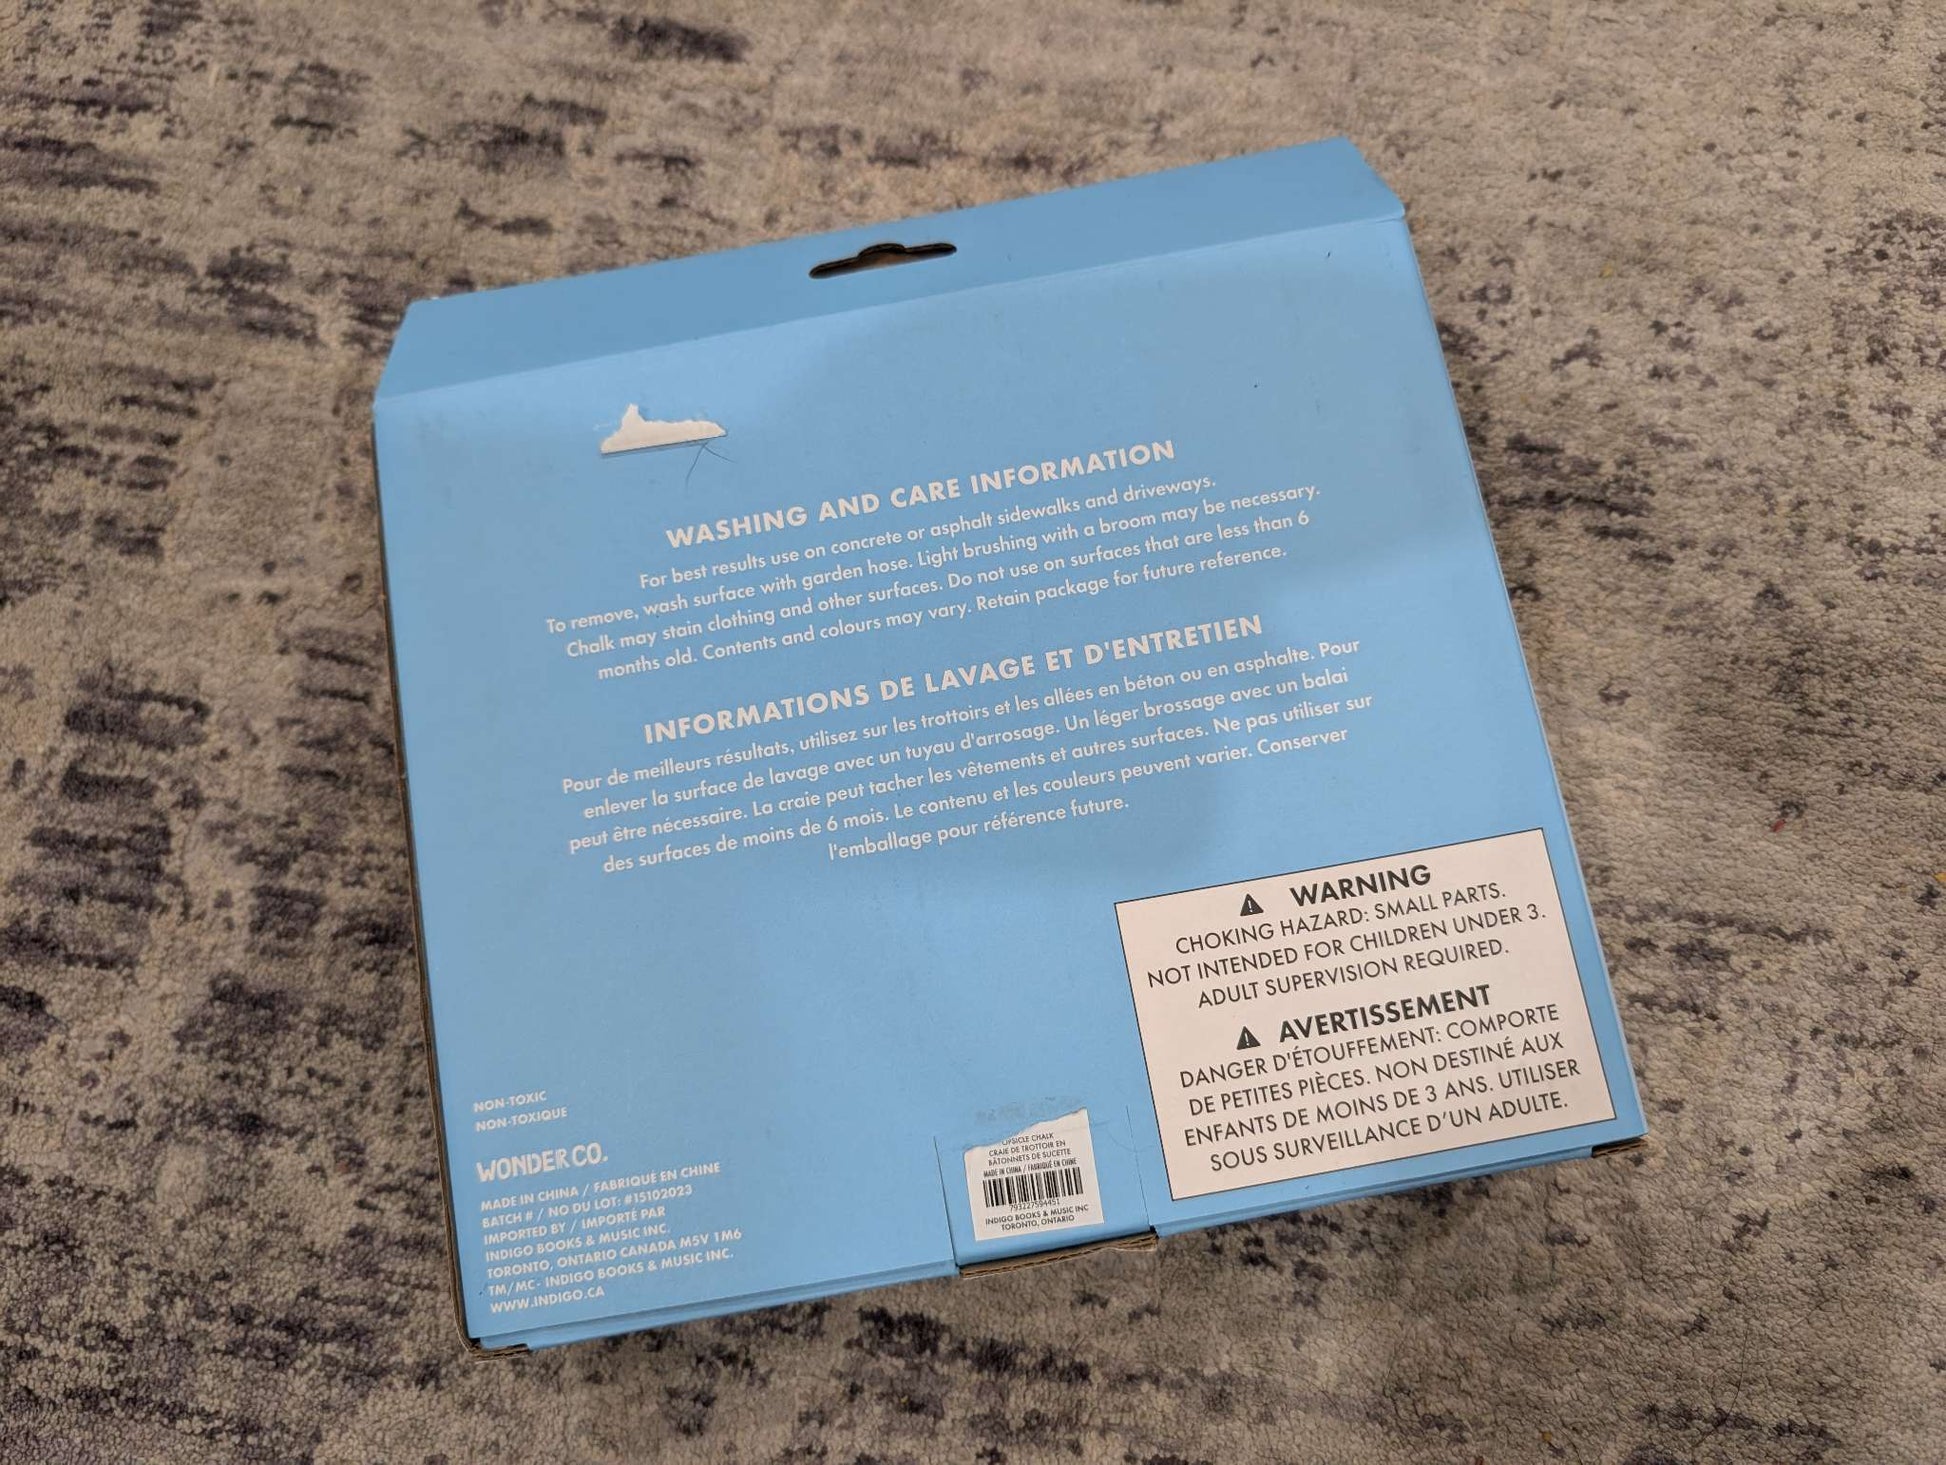 WASHING AND CARE INFORMATION
For best results use on concrete or asphalt sidewalks and driveways.
To remove, wash surface with garden hose. Light brushing with a broom may be necessary.
Chalk may stain clothing and other surfaces. Do not use on surfaces that are less than 6
months old. Contents and colours may vary. Retain package for future reference.
INFORMATIONS DE LAVAGE ET D'ENTRETIEN
Pour de meilleurs résultats, utilisez sur les trottoirs et les allées en béton ou en asphalte. Pour
enlever la surface de lavage avec un tuyau d'arrosage. Un léger brossage avec un balai
peut être nécessaire. La craie peut tacher les vêtements et autres surfaces. Ne pas utiliser sur
des surfaces de moins de 6 mois. Le contenu et les couleurs peuvent varier. Conserver
l'emballage pour référence future.
WARNING
CHOKING HAZARD: SMALL PARTS.
NOT INTENDED FOR CHILDREN UNDER 3.
ADULT SUPERVISION REQUIRED.
AVERTISSEMENT
DANGER D'ÉTOUFFEMENT: COMPORTE
DE PETITES PIÈCES. NON DESTINÉ AUX
ENFANTS DE MOINS DE 3 ANS. UTILISER
SOUS SURVEILLANCE D'UN ADULTE.
NON-TOXIC
NON-TOXIQUE
WONDER CO.
MADE IN CHINA / FABRIQUÉ EN CHINE
BATCH # / NO DU LOT: #15102023
IMPORTED BY / IMPORTÉ PAR
INDIGO BOOKS & MUSIC INC.
TORONTO, ONTARIO CANADA M5V 1M6
TM/MC- INDIGO BOOKS & MUSIC INC.
WWW.INDIGO.CA
CHALK
CRAIE DE TROTTOIR EN
BÂTONNETS DE SUCETTE
MADE IN CHINA / FABRIQUÉ EN CHINE
INDIGO BOOKS & MUSIC INC
TORONTO, ONTARIO